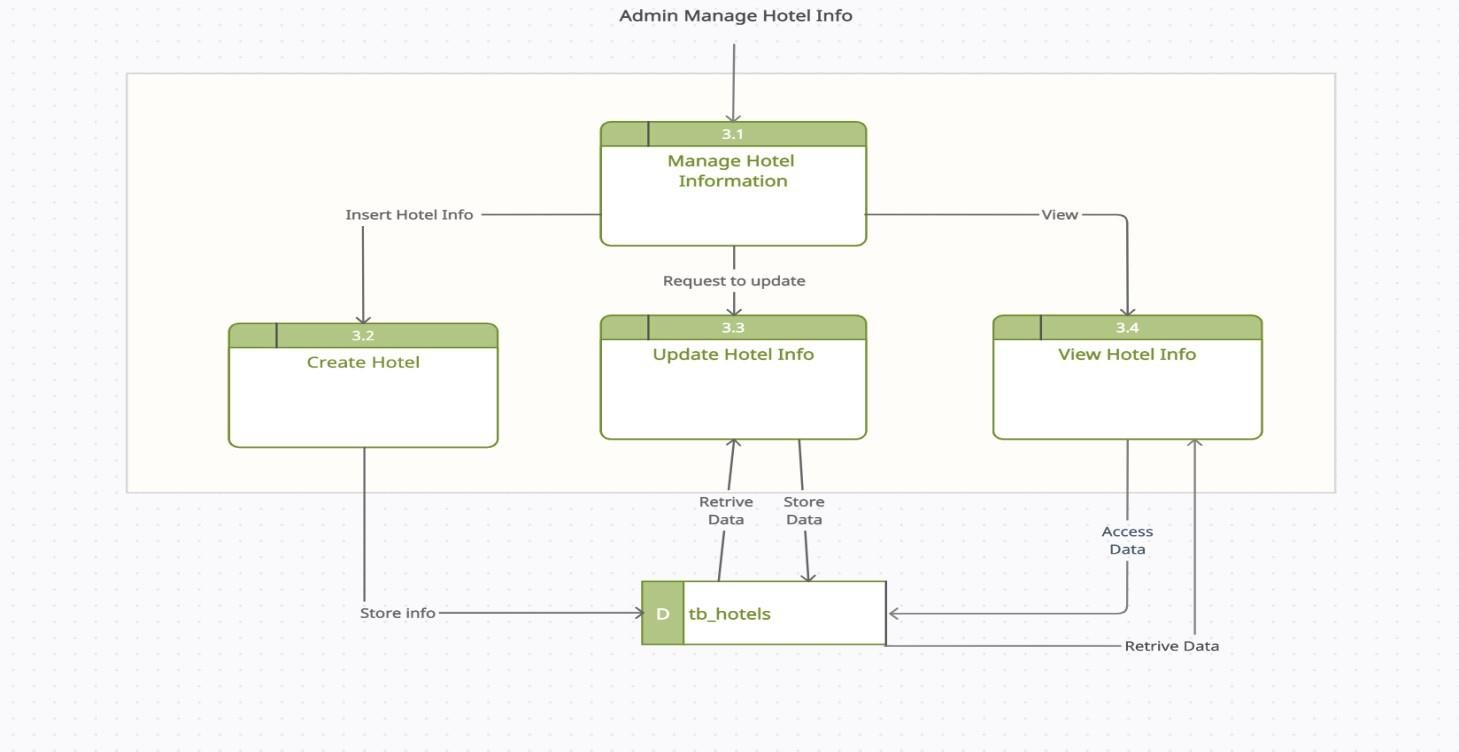 Admin Manage Hotel Info
3.1
Manage Hotel
Information
Insert Hotel Info
View
Request to update
3.2
Create Hotel
3.3
Update Hotel Info
3.4
View Hotel Info
Retrive
Data
Store
Data
Access
Data
Store info
D
tb_hotels
Retrive Data